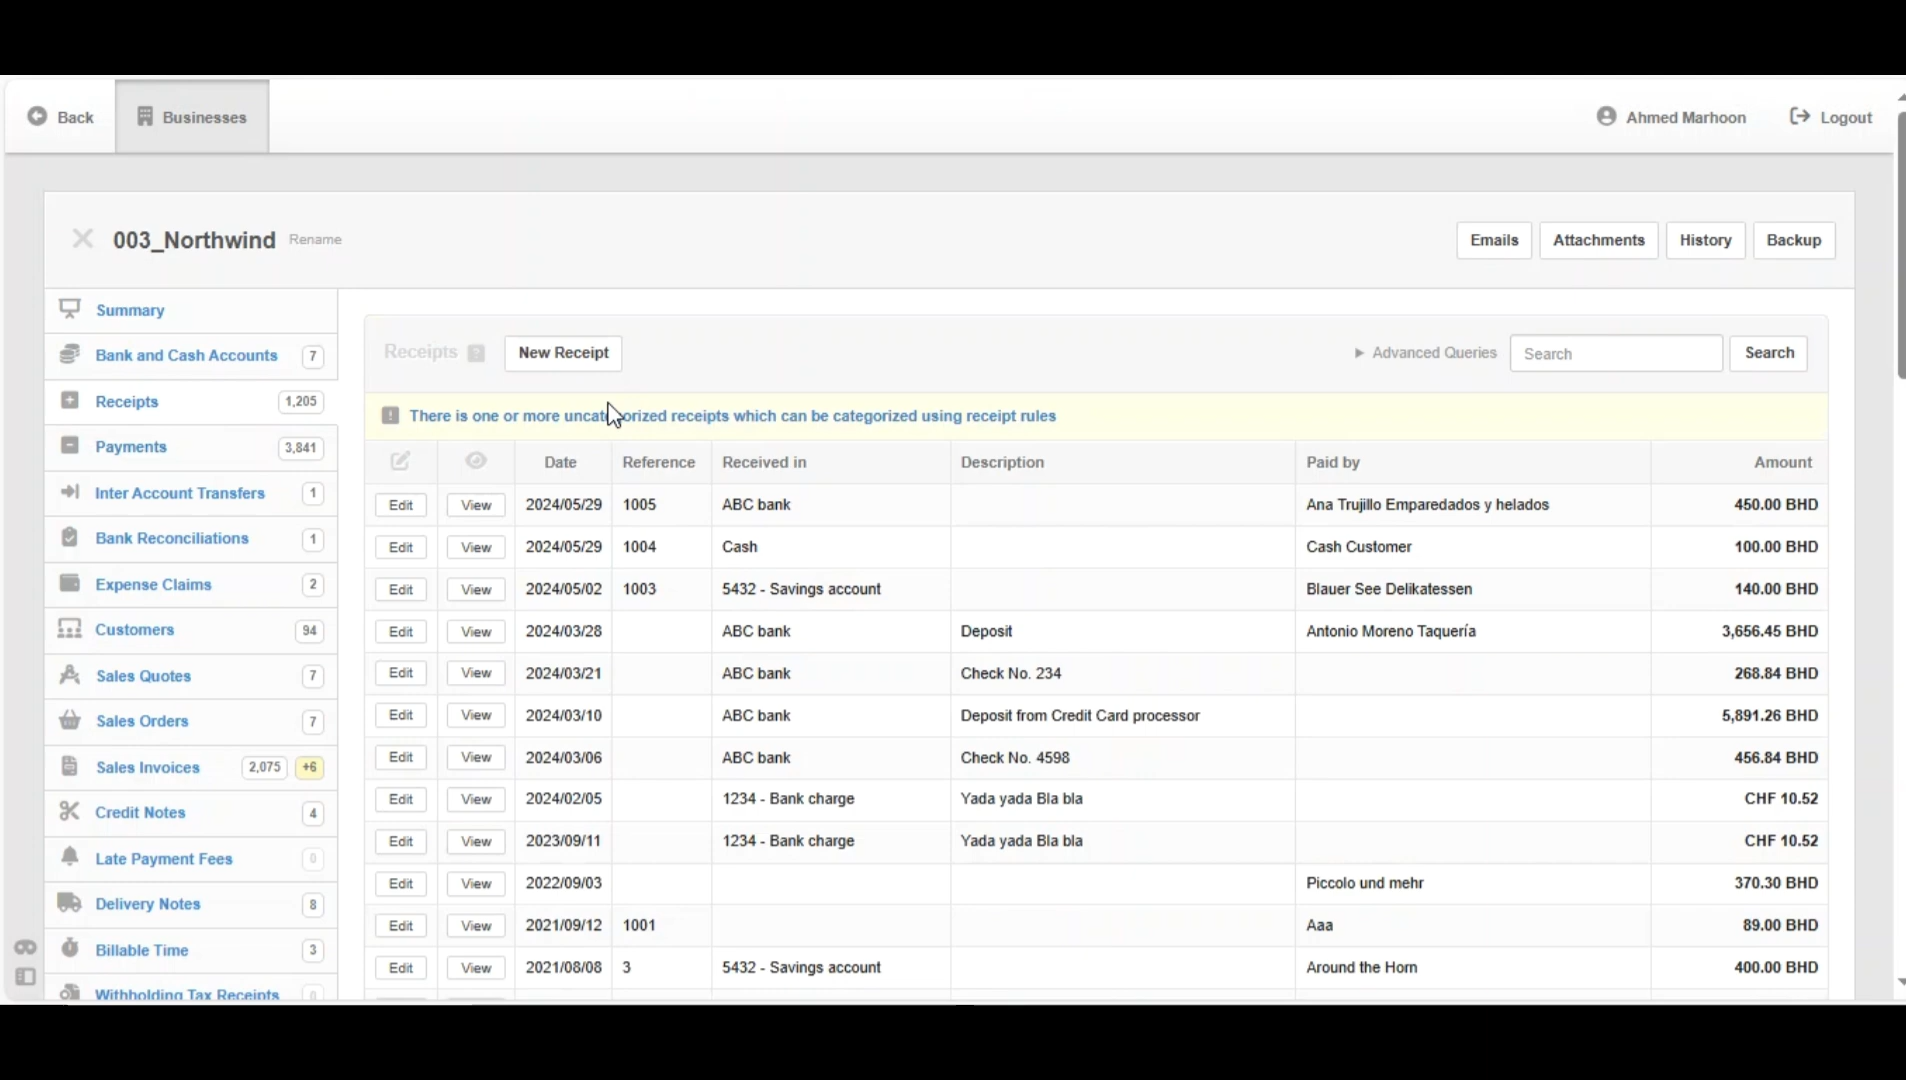 Back Businesses Ahmed Marhoon Logout
003_Northwind Rename Emails Attachments History Backup
Summary
Bank and Cash Accounts 7
Receipts 1,205
Payments 3,841
Inter Account Transfers 1
Bank Reconciliations 1
Expense Claims 2
Customers 94
Sales Quotes 7
Sales Orders 7
Sales Invoices 2,075 +6
Credit Notes 4
Late Payment Fees 0
Delivery Notes 8
Billable Time 3
Withholding Tax Receipts 0
Receipts ? New Receipt Advanced Queries Search Search
There is one or more uncategorized receipts which can be categorized using receipt rules
Date Reference Received in Description Paid by Amount
Edit View 2024/05/29 1005 ABC bank Ana Trujillo Emparedados y helados 450.00 BHD
Edit View 2024/05/29 1004 Cash Cash Customer 100.00 BHD
Edit View 2024/05/02 1003 5432 - Savings account Blauer See Delikatessen 140.00 BHD
Edit View 2024/03/28 ABC bank Deposit Antonio Moreno Taquería 3,656.45 BHD
Edit View 2024/03/21 ABC bank Check No. 234 268.84 BHD
Edit View 2024/03/10 ABC bank Deposit from Credit Card processor 5,891.26 BHD
Edit View 2024/03/06 ABC bank Check No. 4598 456.84 BHD
Edit View 2024/02/05 1234 - Bank charge Yada yada Bla bla CHF 10.52
Edit View 2023/09/11 1234 - Bank charge Yada yada Bla bla CHF 10.52
Edit View 2022/09/03 Piccolo und mehr 370.30 BHD
Edit View 2021/09/12 1001 Aaa 89.00 BHD
Edit View 2021/08/08 3 5432 - Savings account Around the Horn 400.00 BHD